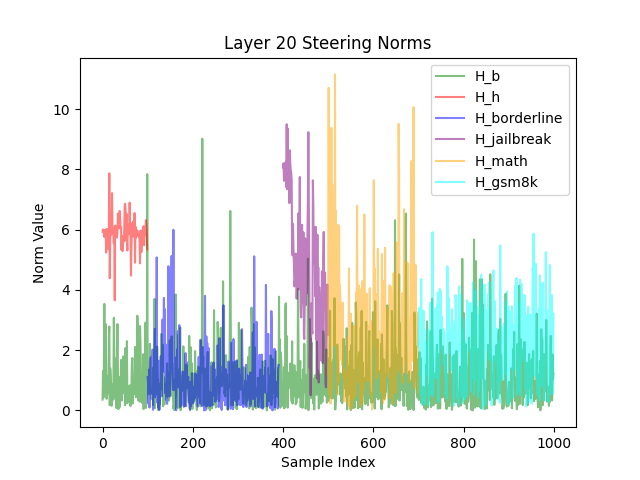 Layer 20 Steering Norms
H_b
H_h
H_borderline
H_jailbreak
H_math
H_gsm8k
Norm Value
10
8
6
4
2
0
0 200 400 600 800 1000
Sample Index